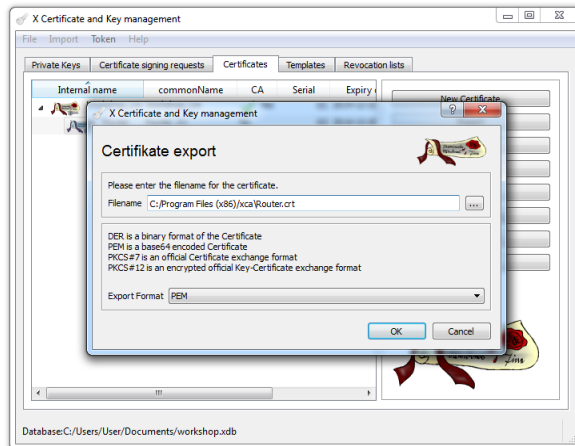 X Certificate and Key management
File Import Token Help
Private Keys Certificate signing requests Certificates Templates Revocation lists
Internal name commonName CA Serial Expiry
New Certificate
X Certificate and Key management
Certifikate export
Please enter the filename for the certificate.
Filename C:/Program Files (x86)/xca\Router.crt ...
DER is a binary format of the Certificate
PEM is a base64 encoded Certificate
PKCS#7 is an official Certificate exchange format
PKCS#12 is an encrypted official Key-Certificate exchange format
Export Format PEM
OK Cancel
Database:C:/Users/User/Documents/workshop.xdb